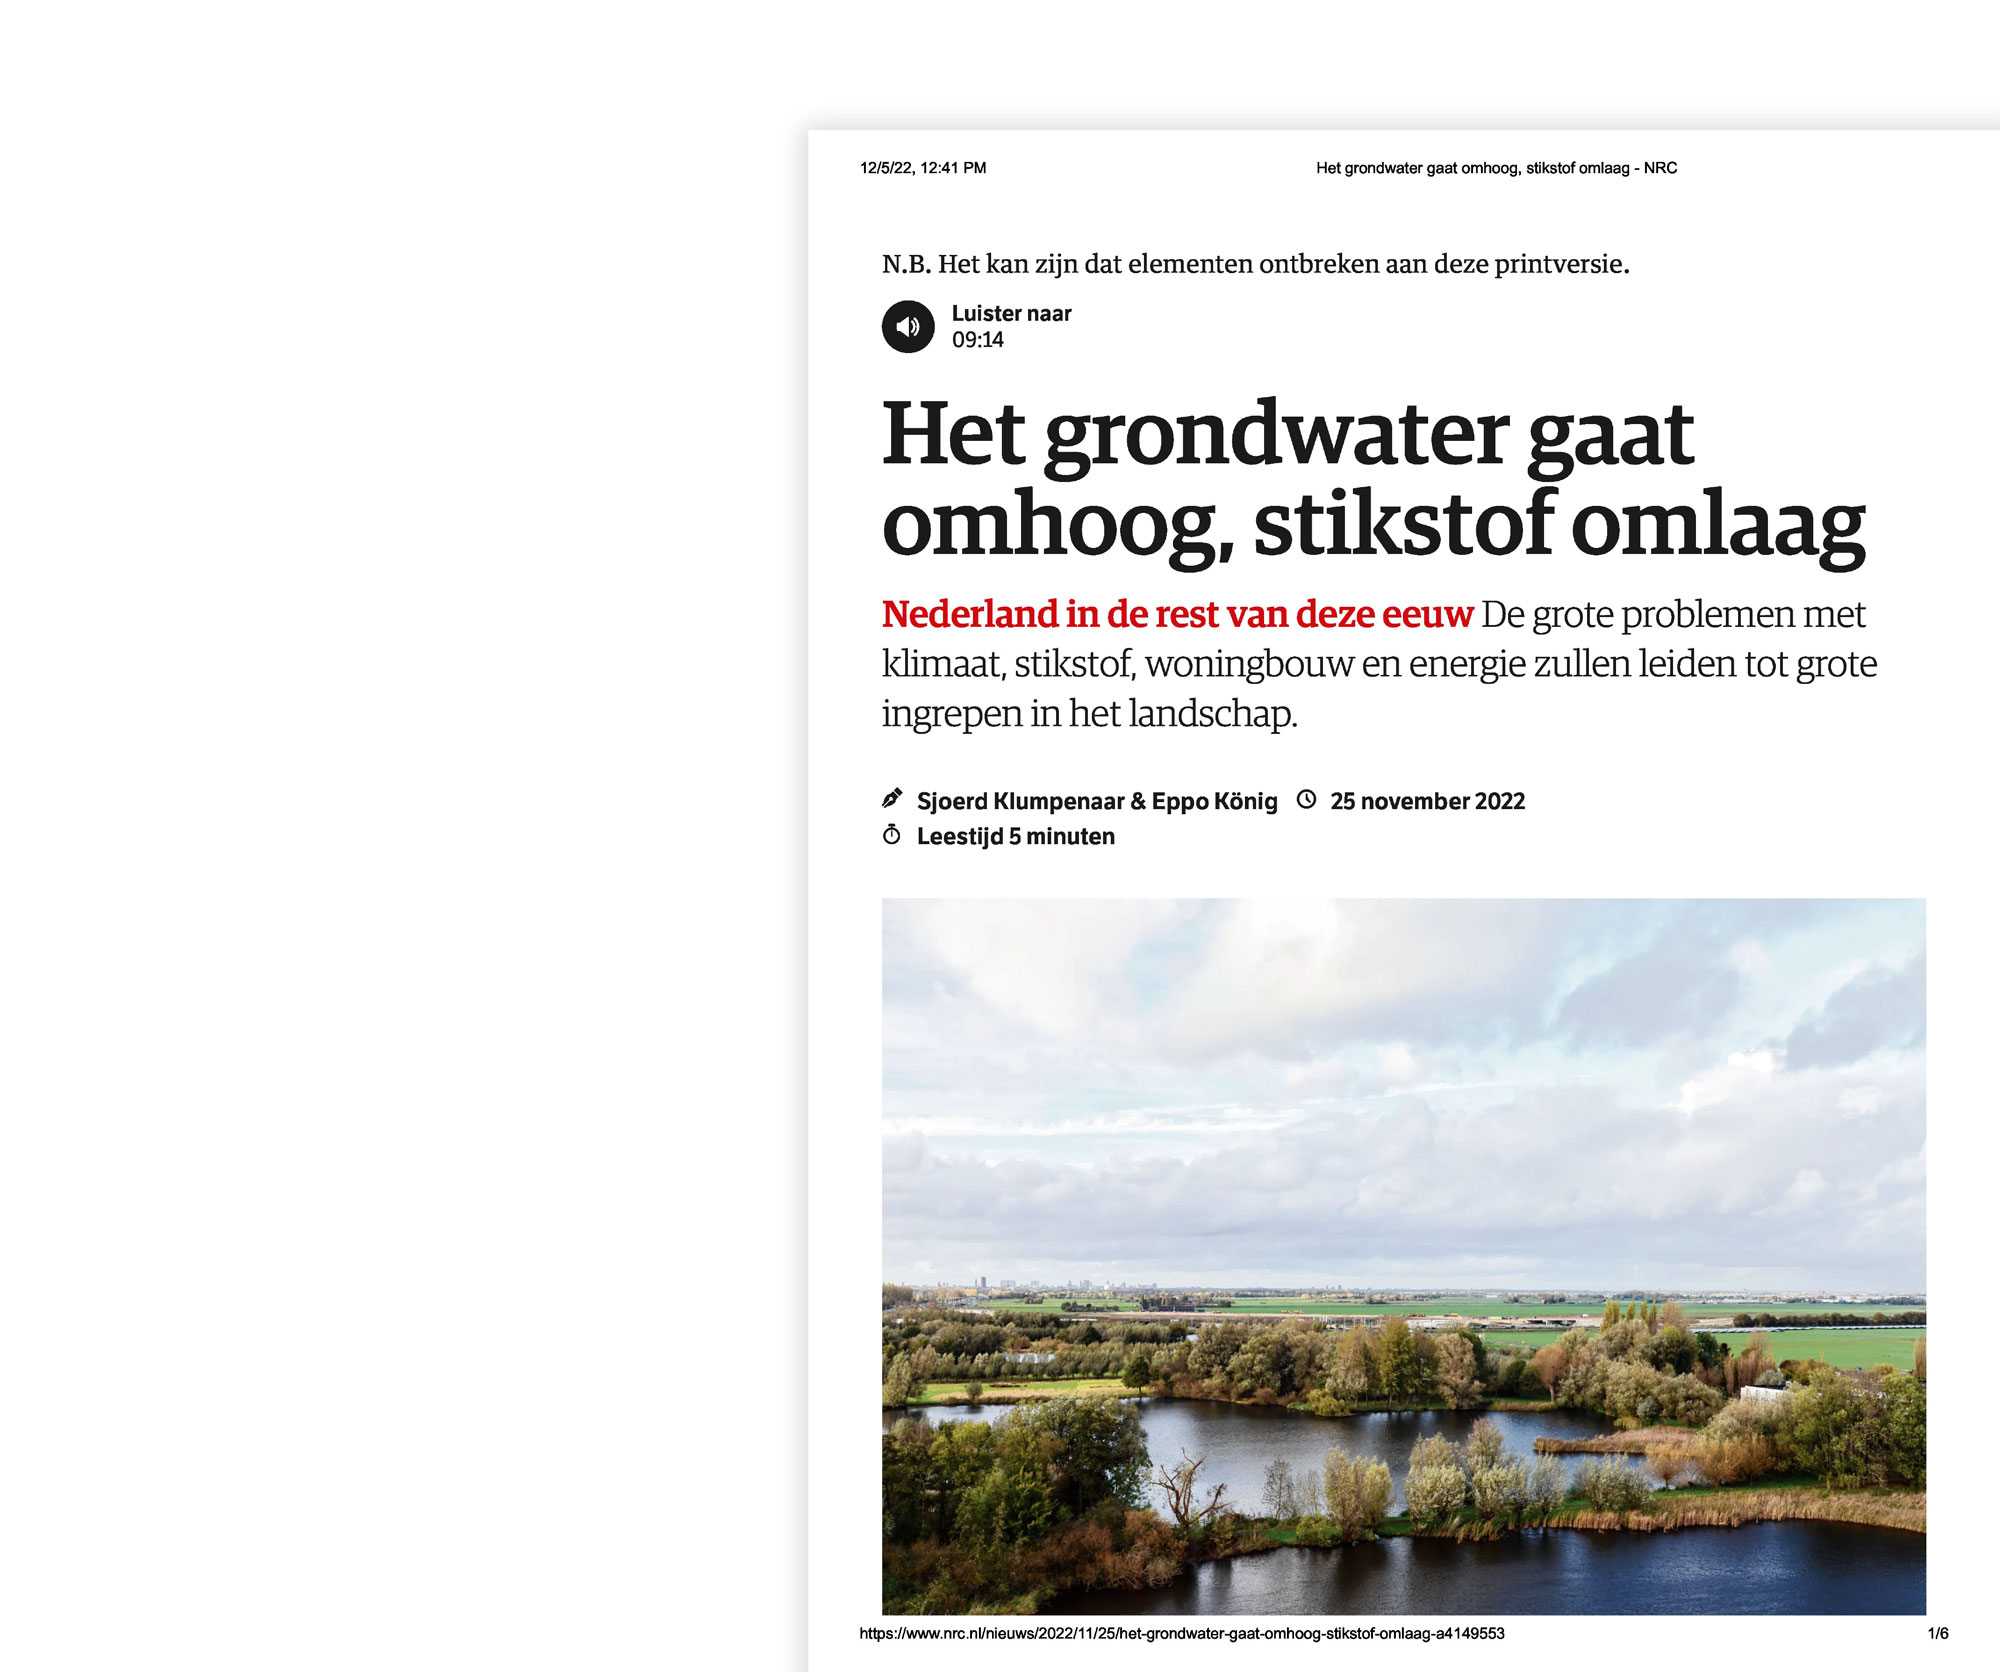 12/5/22, 12:41 PM
Het grondwater gaat omhoog, stikstof omlaag - NRC
N.B. Het kan zijn dat elementen ontbreken aan deze printversie.
Luister naar
09:14
Het grondwater gaat
omhoog, stikstof omlaag
Nederland in de rest van deze eeuw De grote problemen met
klimaat, stikstof, woningbouw en energie zullen leiden tot grote
ingrepen in het landschap.
Sjoerd Klumpenaar & Eppo König 25 november 2022
Leestijd 5 minuten
https://www.nrc.nl/nieuws/2022/11/25/het-grondwater-gaat-omhoog-stikstof-omlaag-a4149553
1/6